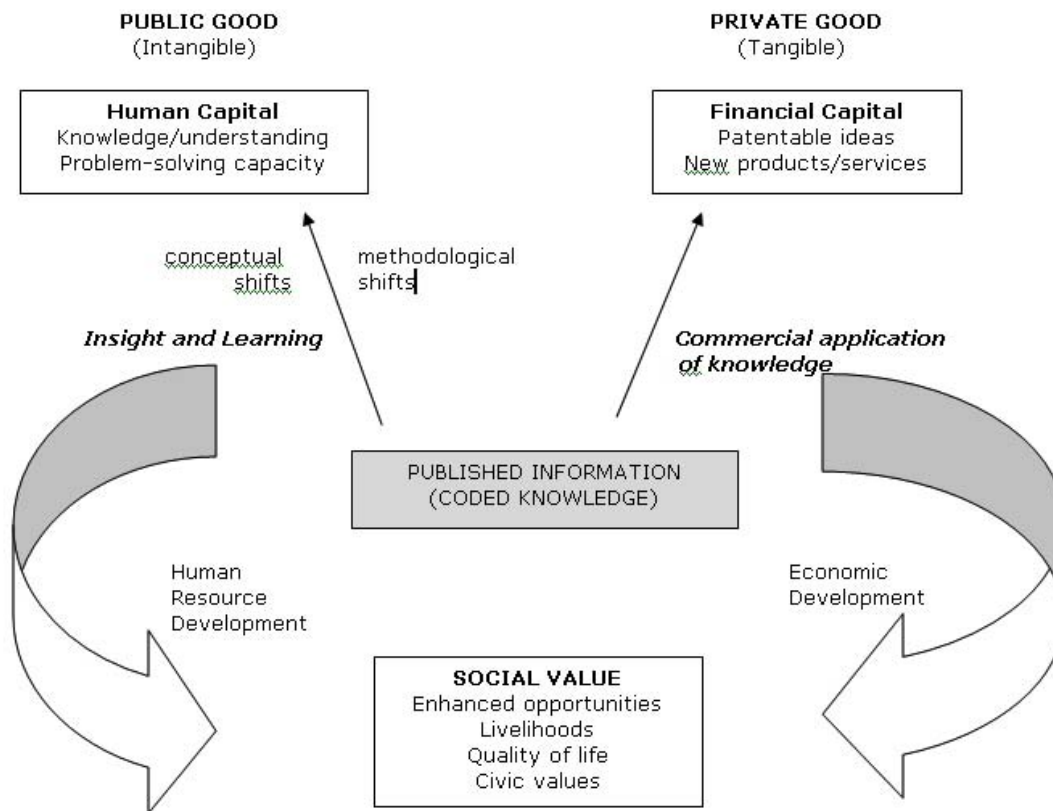 PUBLIC GOOD
(Intangible)
PRIVATE GOOD
(Tangible)
Human Capital
Knowledge/understanding
Problem-solving capacity
Financial Capital
Patentable ideas
New products/services
conceptual
shifts
methodological
shifts
Insight and Learning
Commercial application
of knowledge
PUBLISHED INFORMATION
(CODED KNOWLEDGE)
Human
Resource
Development
Economic
Development
SOCIAL VALUE
Enhanced opportunities
Livelihoods
Quality of life
Civic values